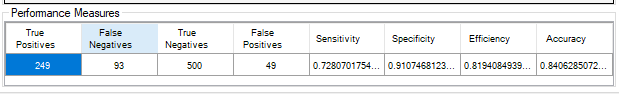 Performance Measures
True Positives False Negatives True Negatives False Positives Sensitivity Specificity Efficiency Accuracy
249 93 500 49 0.7280701754... 0.9107468123... 0.8194084939... 0.8406285072...